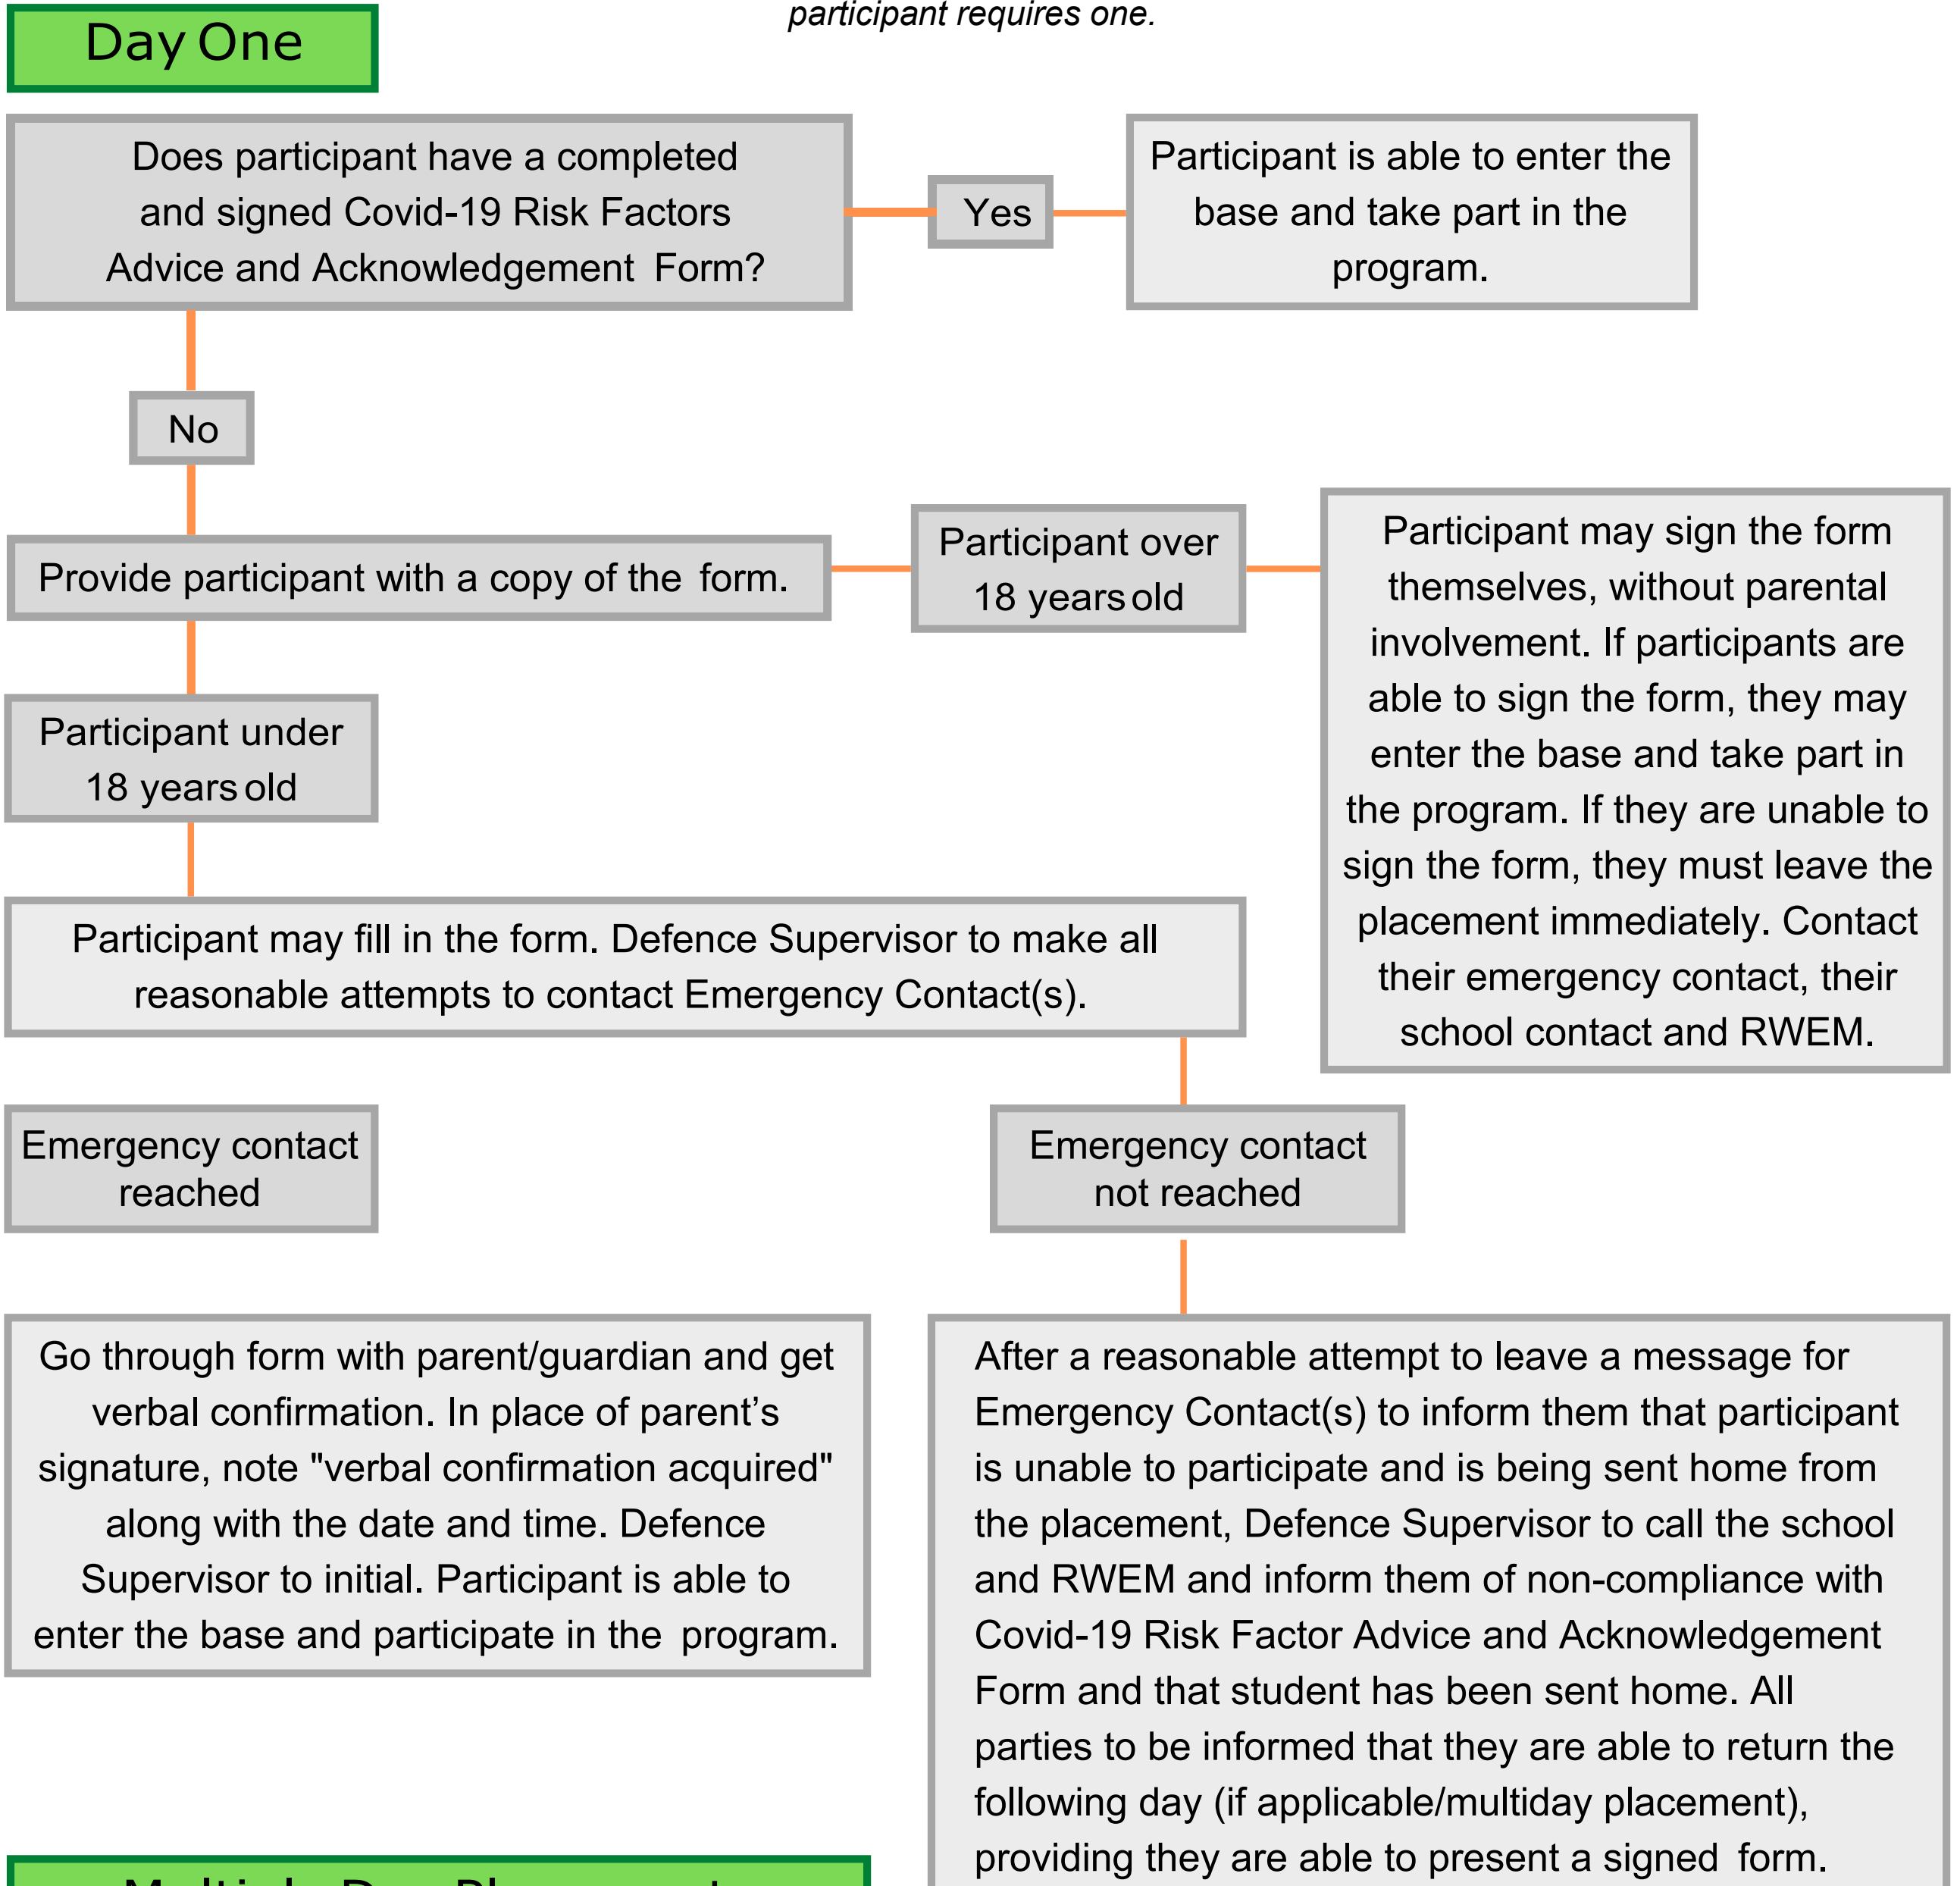 participant requires one.
Day One
Does participant have a completed
and signed Covid-19 Risk Factors
Advice and Acknowledgement Form?
Yes
Participant is able to enter the
base and take part in the
program.
No
Provide participant with a copy of the form.
Participant over
18 years old
Participant may sign the form
themselves, without parental
involvement. If participants are
able to sign the form, they may
enter the base and take part in
the program. If they are unable to
sign the form, they must leave the
placement immediately. Contact
their emergency contact, their
school contact and RWEM.
Participant under
18 years old
Participant may fill in the form. Defence Supervisor to make all
reasonable attempts to contact Emergency Contact(s).
Emergency contact
reached
Emergency contact
not reached
Go through form with parent/guardian and get
verbal confirmation. In place of parent’s
signature, note "verbal confirmation acquired"
along with the date and time. Defence
Supervisor to initial. Participant is able to
enter the base and participate in the program.
After a reasonable attempt to leave a message for
Emergency Contact(s) to inform them that participant
is unable to participate and is being sent home from
the placement, Defence Supervisor to call the school
and RWEM and inform them of non-compliance with
Covid-19 Risk Factor Advice and Acknowledgement
Form and that student has been sent home. All
parties to be informed that they are able to return the
following day (if applicable/multiday placement),
providing they are able to present a signed form.